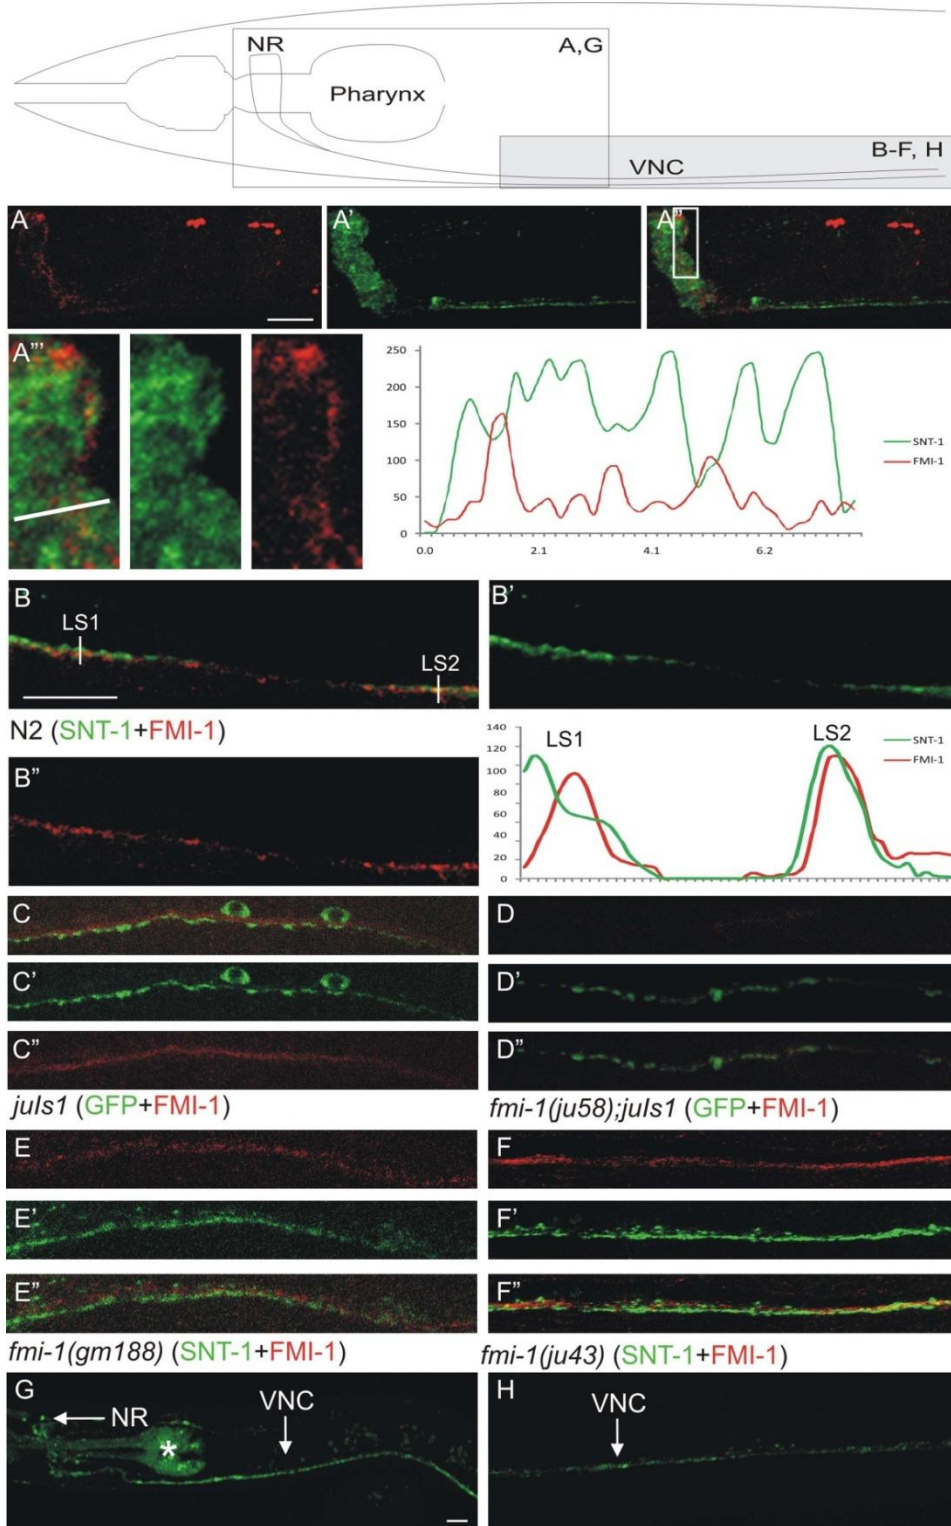 NR
A,G
Pharynx
B-F, H
VNC
A
A'
A"
A'''
250
200
150
100
50
0
0.0 2.1 4.1 6.2
SNT-1
FMI-1
B
LS1
LS2
B'
N2 (SNT-1+FMI-1)
B"
LS1
LS2
SNT-1
FMI-1
140
120
100
80
60
40
20
0
C
C'
C"
juIs1 (GFP+FMI-1)
D
D'
D"
fmi-1(ju58);juIs1 (GFP+FMI-1)
E
E'
E"
fmi-1(gm188) (SNT-1+FMI-1)
F
F'
F"
fmi-1(ju43) (SNT-1+FMI-1)
G
NR
VNC
*
H
VNC